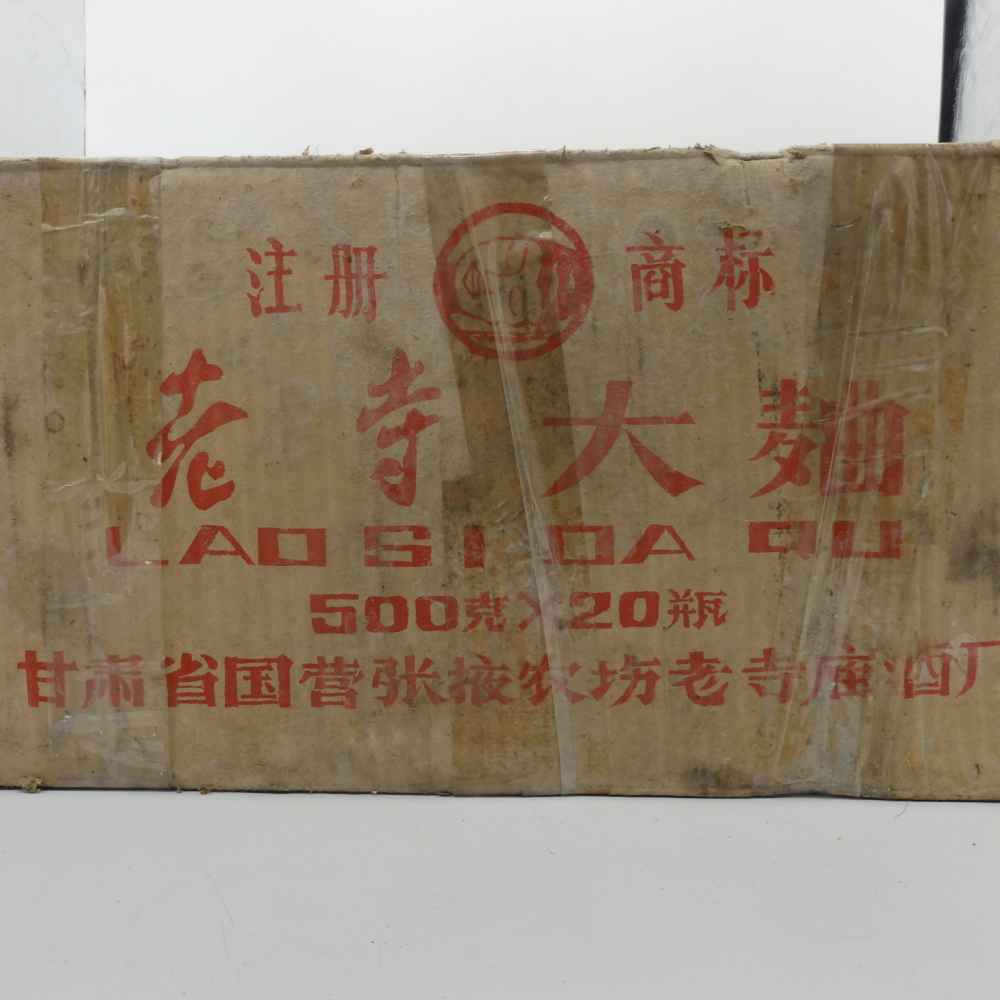 注册 商标
老寺大麯
LAO SI DA QU
500克×20瓶
甘肃省国营张掖农场老寺庙酒厂